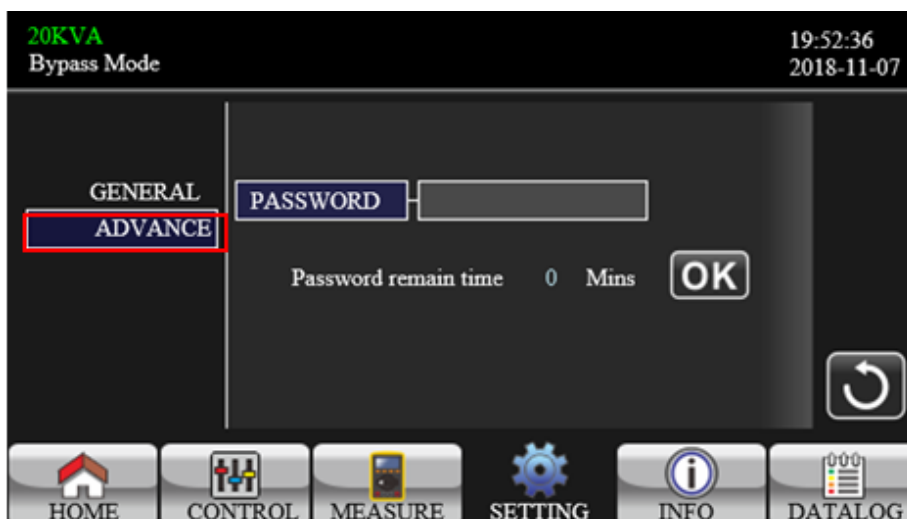 20KVA
Bypass Mode
19:52:36
2018-11-07
GENERAL
ADVANCE
PASSWORD
Password remain time 0 Mins OK
HOME CONTROL MEASURE SETTING INFO DATALOG